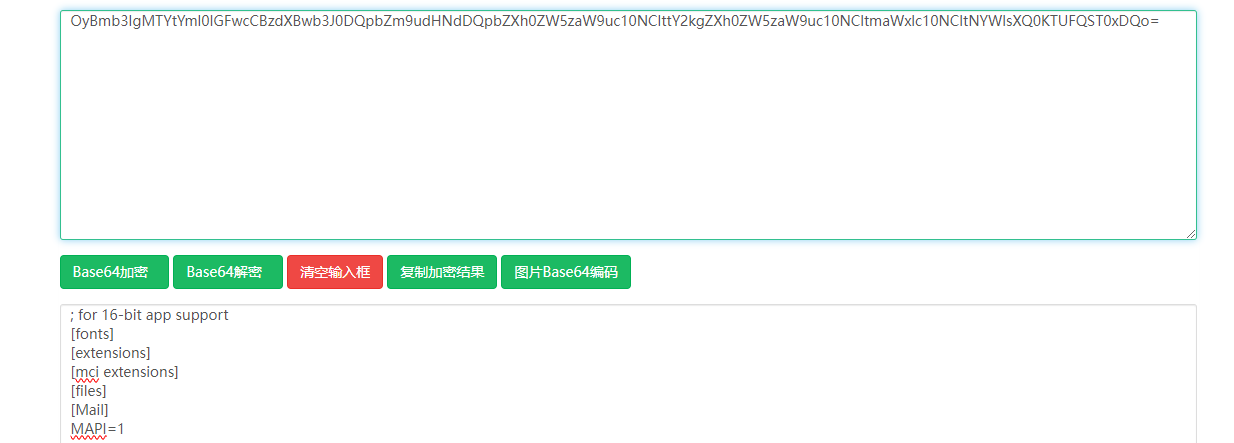 OyBmb3IgMTYtYml0IGFwcCBzdXBwb3J0DQpbZm9udHNdDQpbZXh0ZW5zaW9uc10NClttY2kgZXh0ZW5zaW9uc10NCltmaWxlc10NCltNYWlsXQ0KTUFQST0xDQo=
Base64加密 Base64解密 清空输入框 复制加密结果 图片Base64编码
; for 16-bit app support
[fonts]
[extensions]
[mci extensions]
[files]
[Mail]
MAPI=1